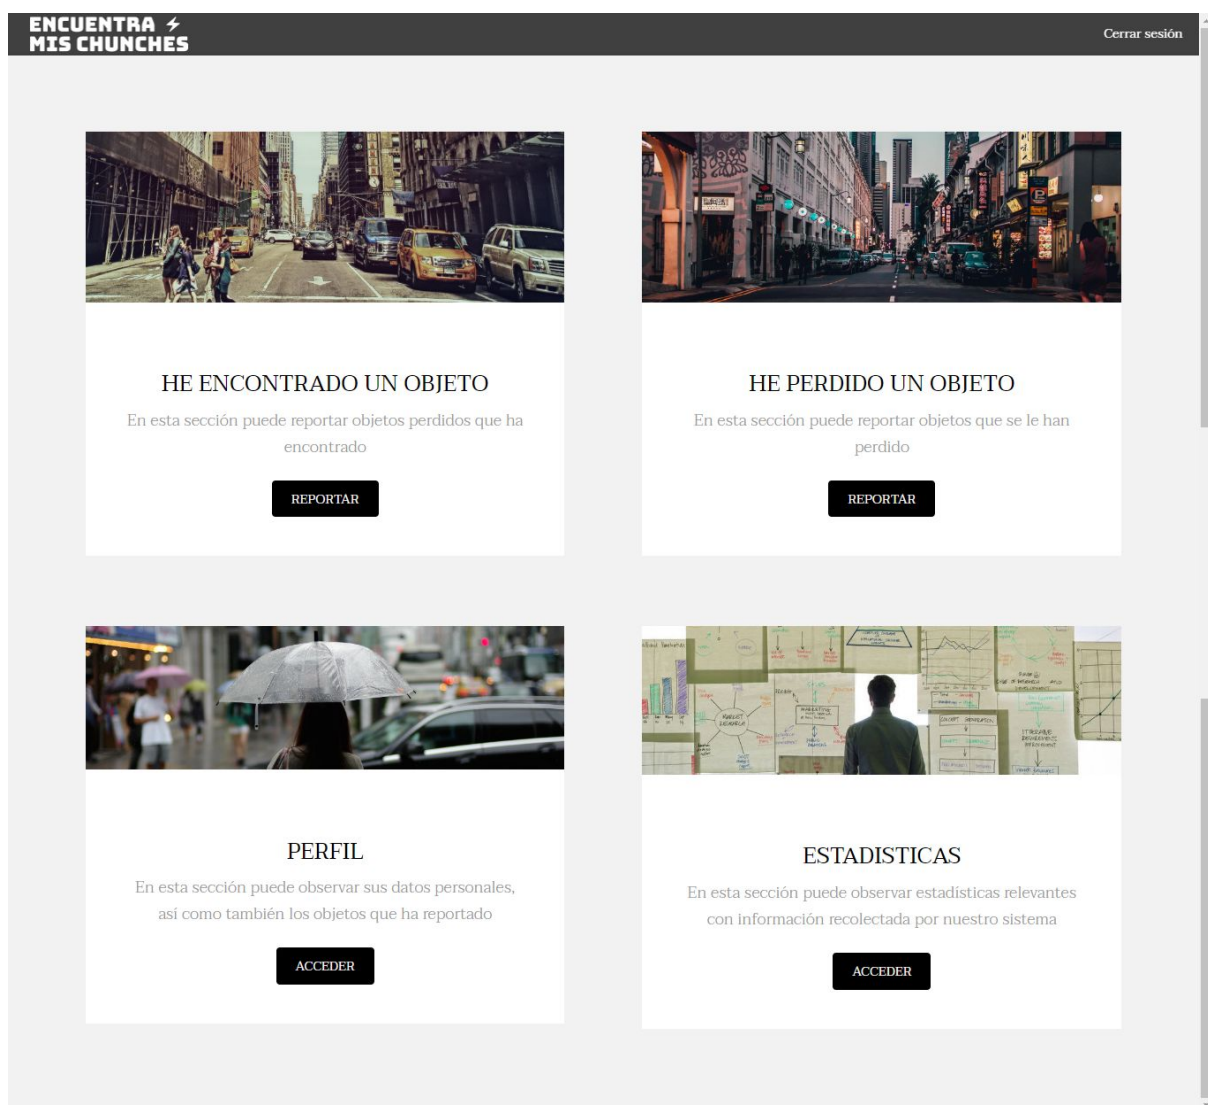 ENCUENTRA
MIS CHUNCHES
Cerrar sesión
HE ENCONTRADO UN OBJETO
En esta sección puede reportar objetos perdidos que ha
encontrado
REPORTAR
HE PERDIDO UN OBJETO
En esta sección puede reportar objetos que se le han
perdido
REPORTAR
PERFIL
En esta sección puede observar sus datos personales,
así como también los objetos que ha reportado
ACCEDER
ESTADISTICAS
En esta sección puede observar estadísticas relevantes
con información recolectada por nuestro sistema
ACCEDER